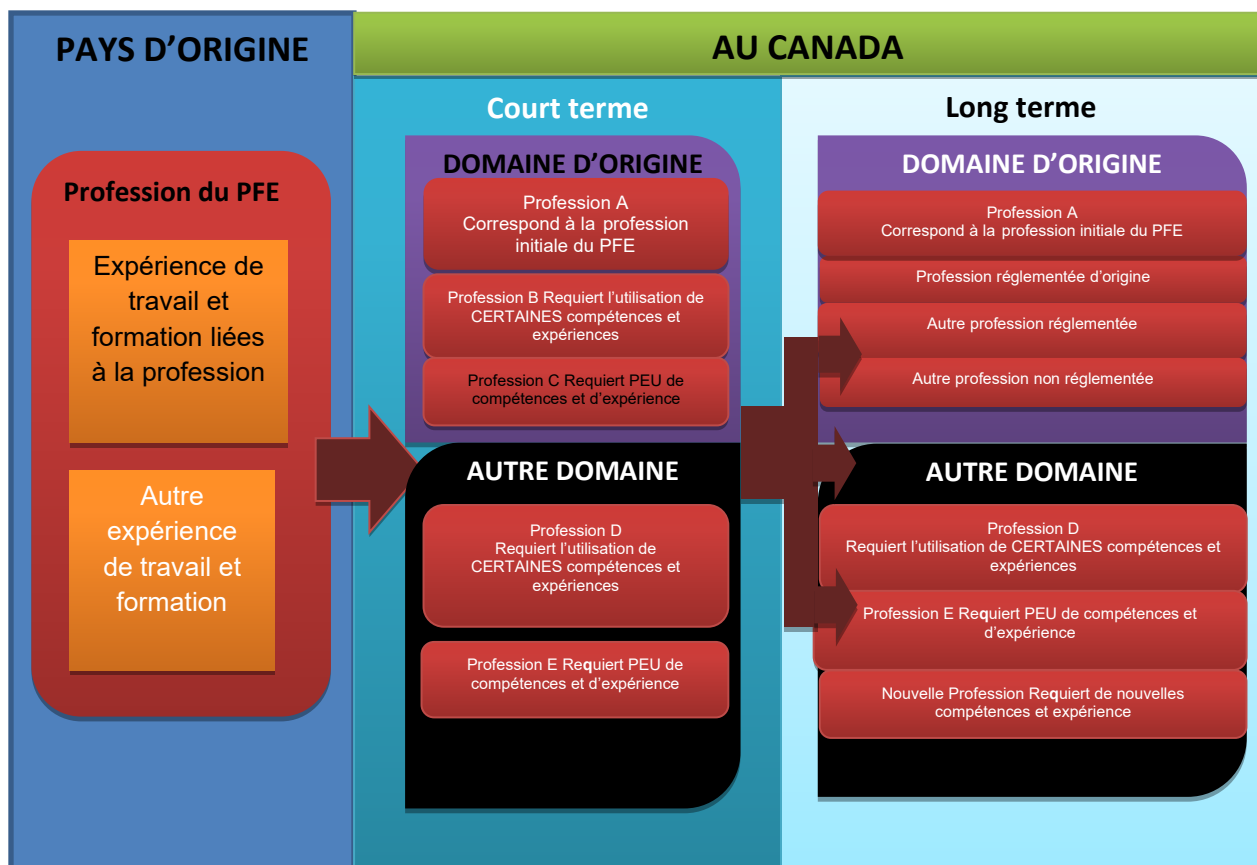 PAYS D’ORIGINE
Profession du PFE
Expérience de
travail et
formation liées
à la profession
Autre
expérience
de travail et
formation
AU CANADA
Court terme
DOMAINE D’ORIGINE
Profession A
Correspond à la profession
initiale du PFE
Profession B Requiert l’utilisation de
CERTAINES compétences et
expériences
Profession C Requiert PEU de
compétences et d’expérience
AUTRE DOMAINE
Profession D
Requiert l’utilisation de
CERTAINES compétences et
expériences
Profession E Requiert PEU de
compétences et d’expérience
Long terme
DOMAINE D’ORIGINE
Profession A
Correspond à la profession initiale du PFE
Profession réglementée d’origine
Autre profession réglementée
Autre profession non réglementée
AUTRE DOMAINE
Profession D
Requiert l’utilisation de CERTAINES compétences et
expériences
Profession E Requiert PEU de compétences et
d’expérience
Nouvelle Profession Requiert de nouvelles
compétences et expérience